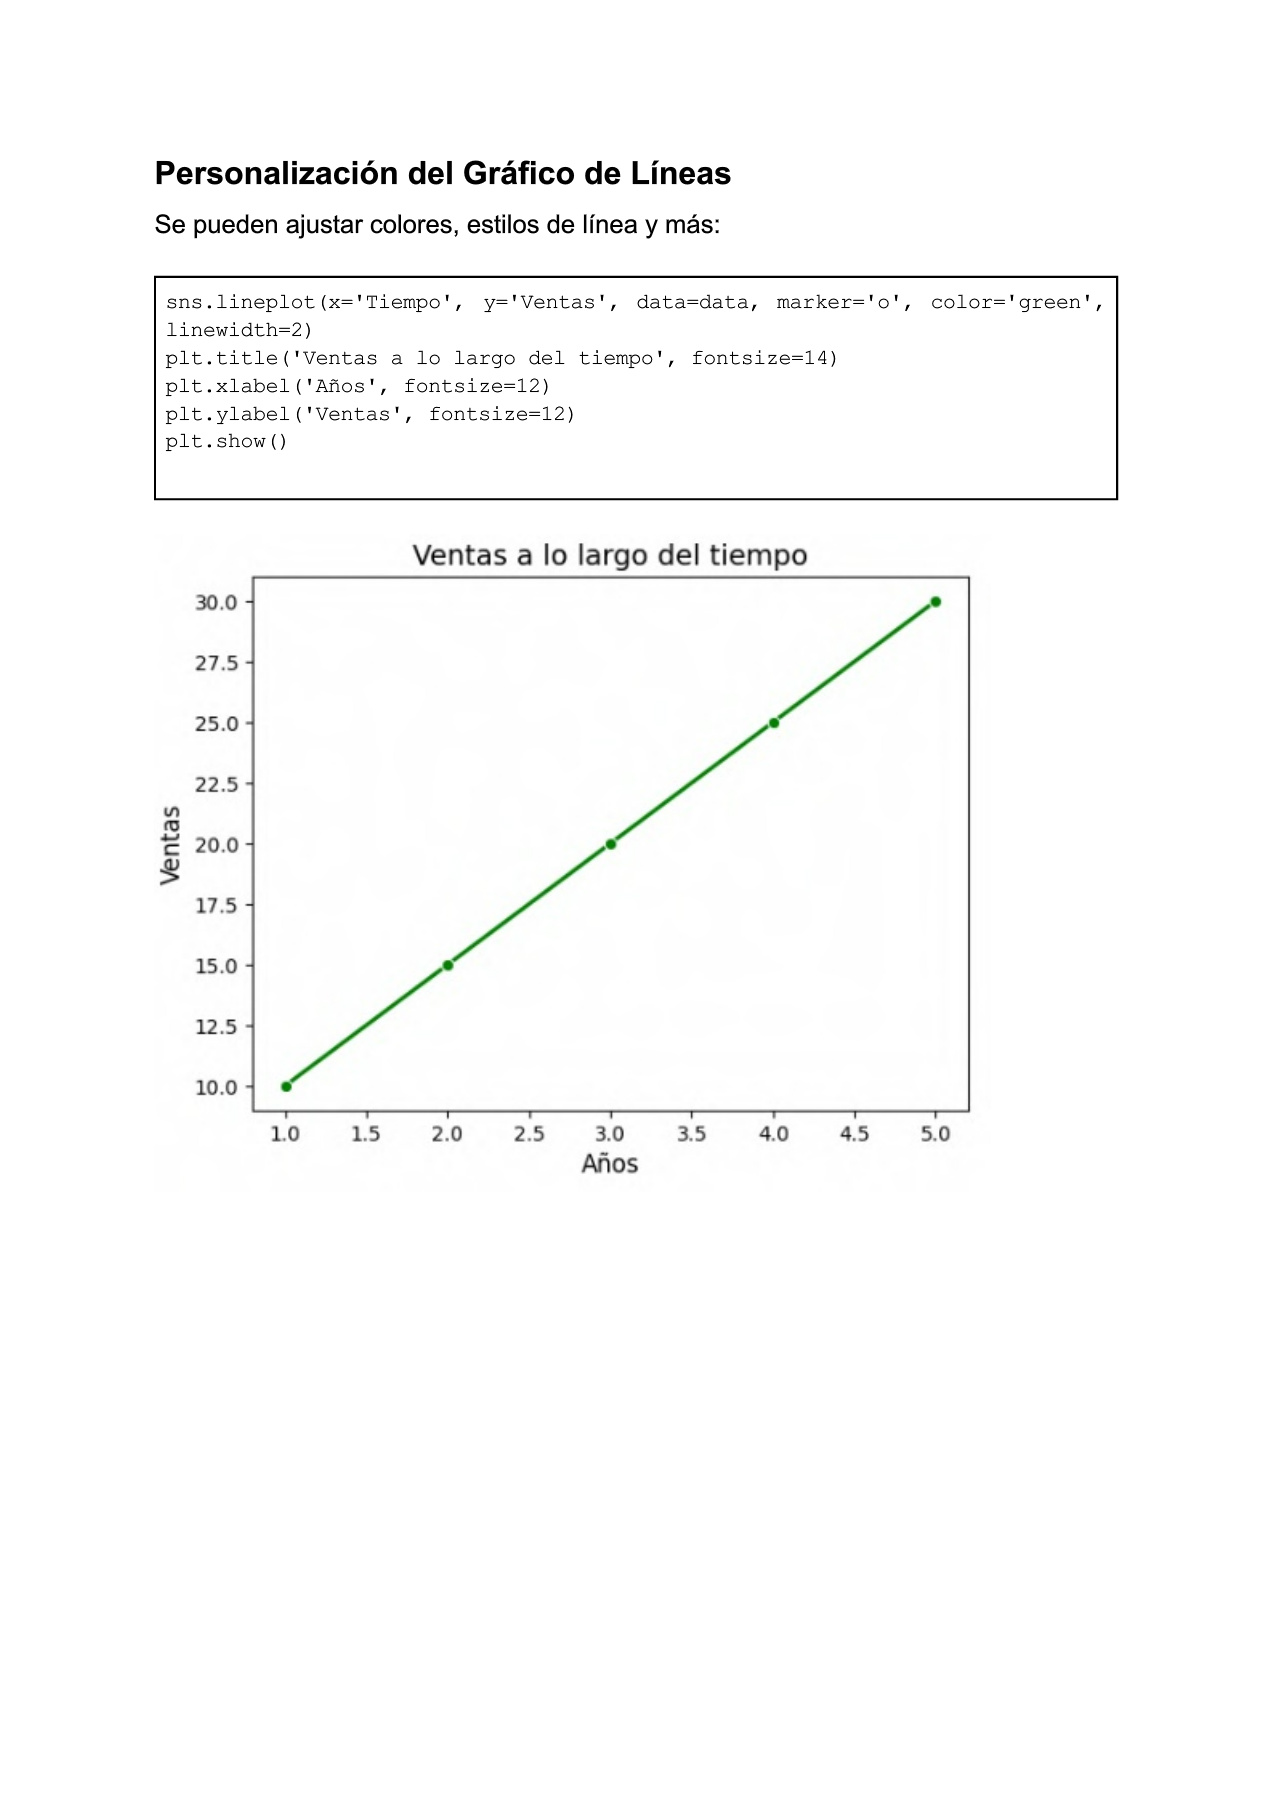 Personalización del Gráfico de Líneas
Se pueden ajustar colores, estilos de línea y más:
sns.lineplot(x='Tiempo', y='Ventas', data=data, marker='o', color='green',
linewidth=2)
plt.title('Ventas a lo largo del tiempo', fontsize=14)
plt.xlabel('Años', fontsize=12)
plt.ylabel('Ventas', fontsize=12)
plt.show()
Ventas a lo largo del tiempo
30.0
27.5
25.0
22.5
20.0
17.5
15.0
12.5
10.0
Ventas
1.0 1.5 2.0 2.5 3.0 3.5 4.0 4.5 5.0
Años